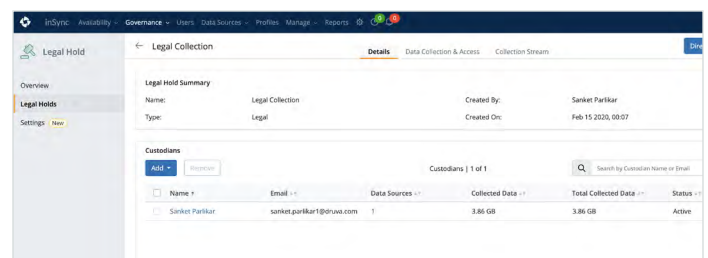 inSync Availability Governance Users Data Sources Profiles Manage Reports 0 0
Legal Hold
Overview
Legal Holds
Settings New
Legal Collection
Details Data Collection & Access Collection Stream
Legal Hold Summary
Name: Legal Collection Created By: Sanket Parlikar
Type: Legal Created On: Feb 15 2020, 00:07
Custodians
Add Remove Custodians | 1 of 1 Search by Custodian Name or Email
Name Email Data Sources Collected Data Total Collected Data Status
Sanket Parlikar sanket.parlikar1@druva.com 1 3.86 GB 3.86 GB Active